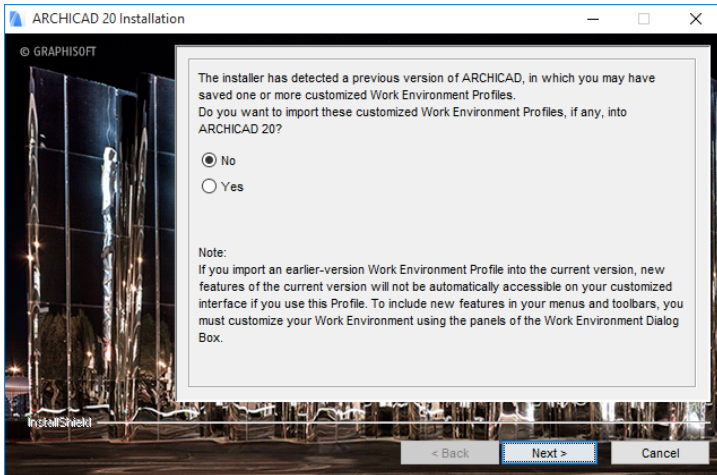 ARCHICAD 20 Installation
© GRAPHISOFT
The installer has detected a previous version of ARCHICAD, in which you may have
saved one or more customized Work Environment Profiles.
Do you want to import these customized Work Environment Profiles, if any, into
ARCHICAD 20?
No
Yes
Note:
If you import an earlier-version Work Environment Profile into the current version, new
features of the current version will not be automatically accessible on your customized
interface if you use this Profile. To include new features in your menus and toolbars, you
must customize your Work Environment using the panels of the Work Environment Dialog
Box.
InstallShield
< Back
Next >
Cancel